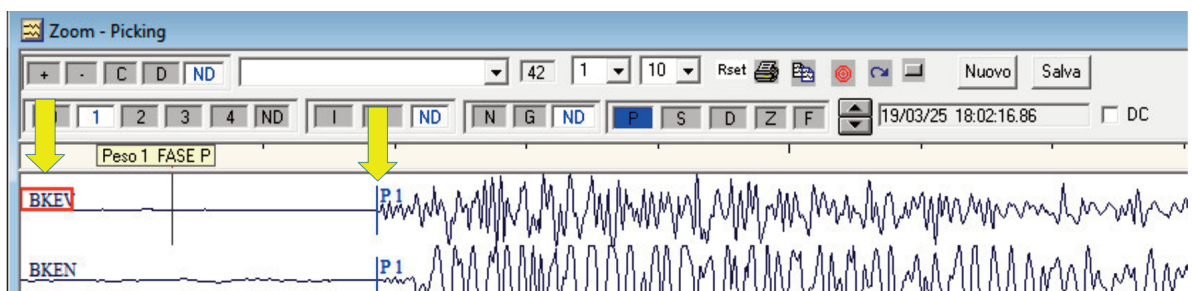 Zoom - Picking
+ - C D ND 42 1 10 Rset Nuovo Salva
1 2 3 4 ND I ND N G ND P S D Z F 19/03/25 18:02:16.86 DC
Peso 1 FASE P
BKEV P 1
BKEN P 1